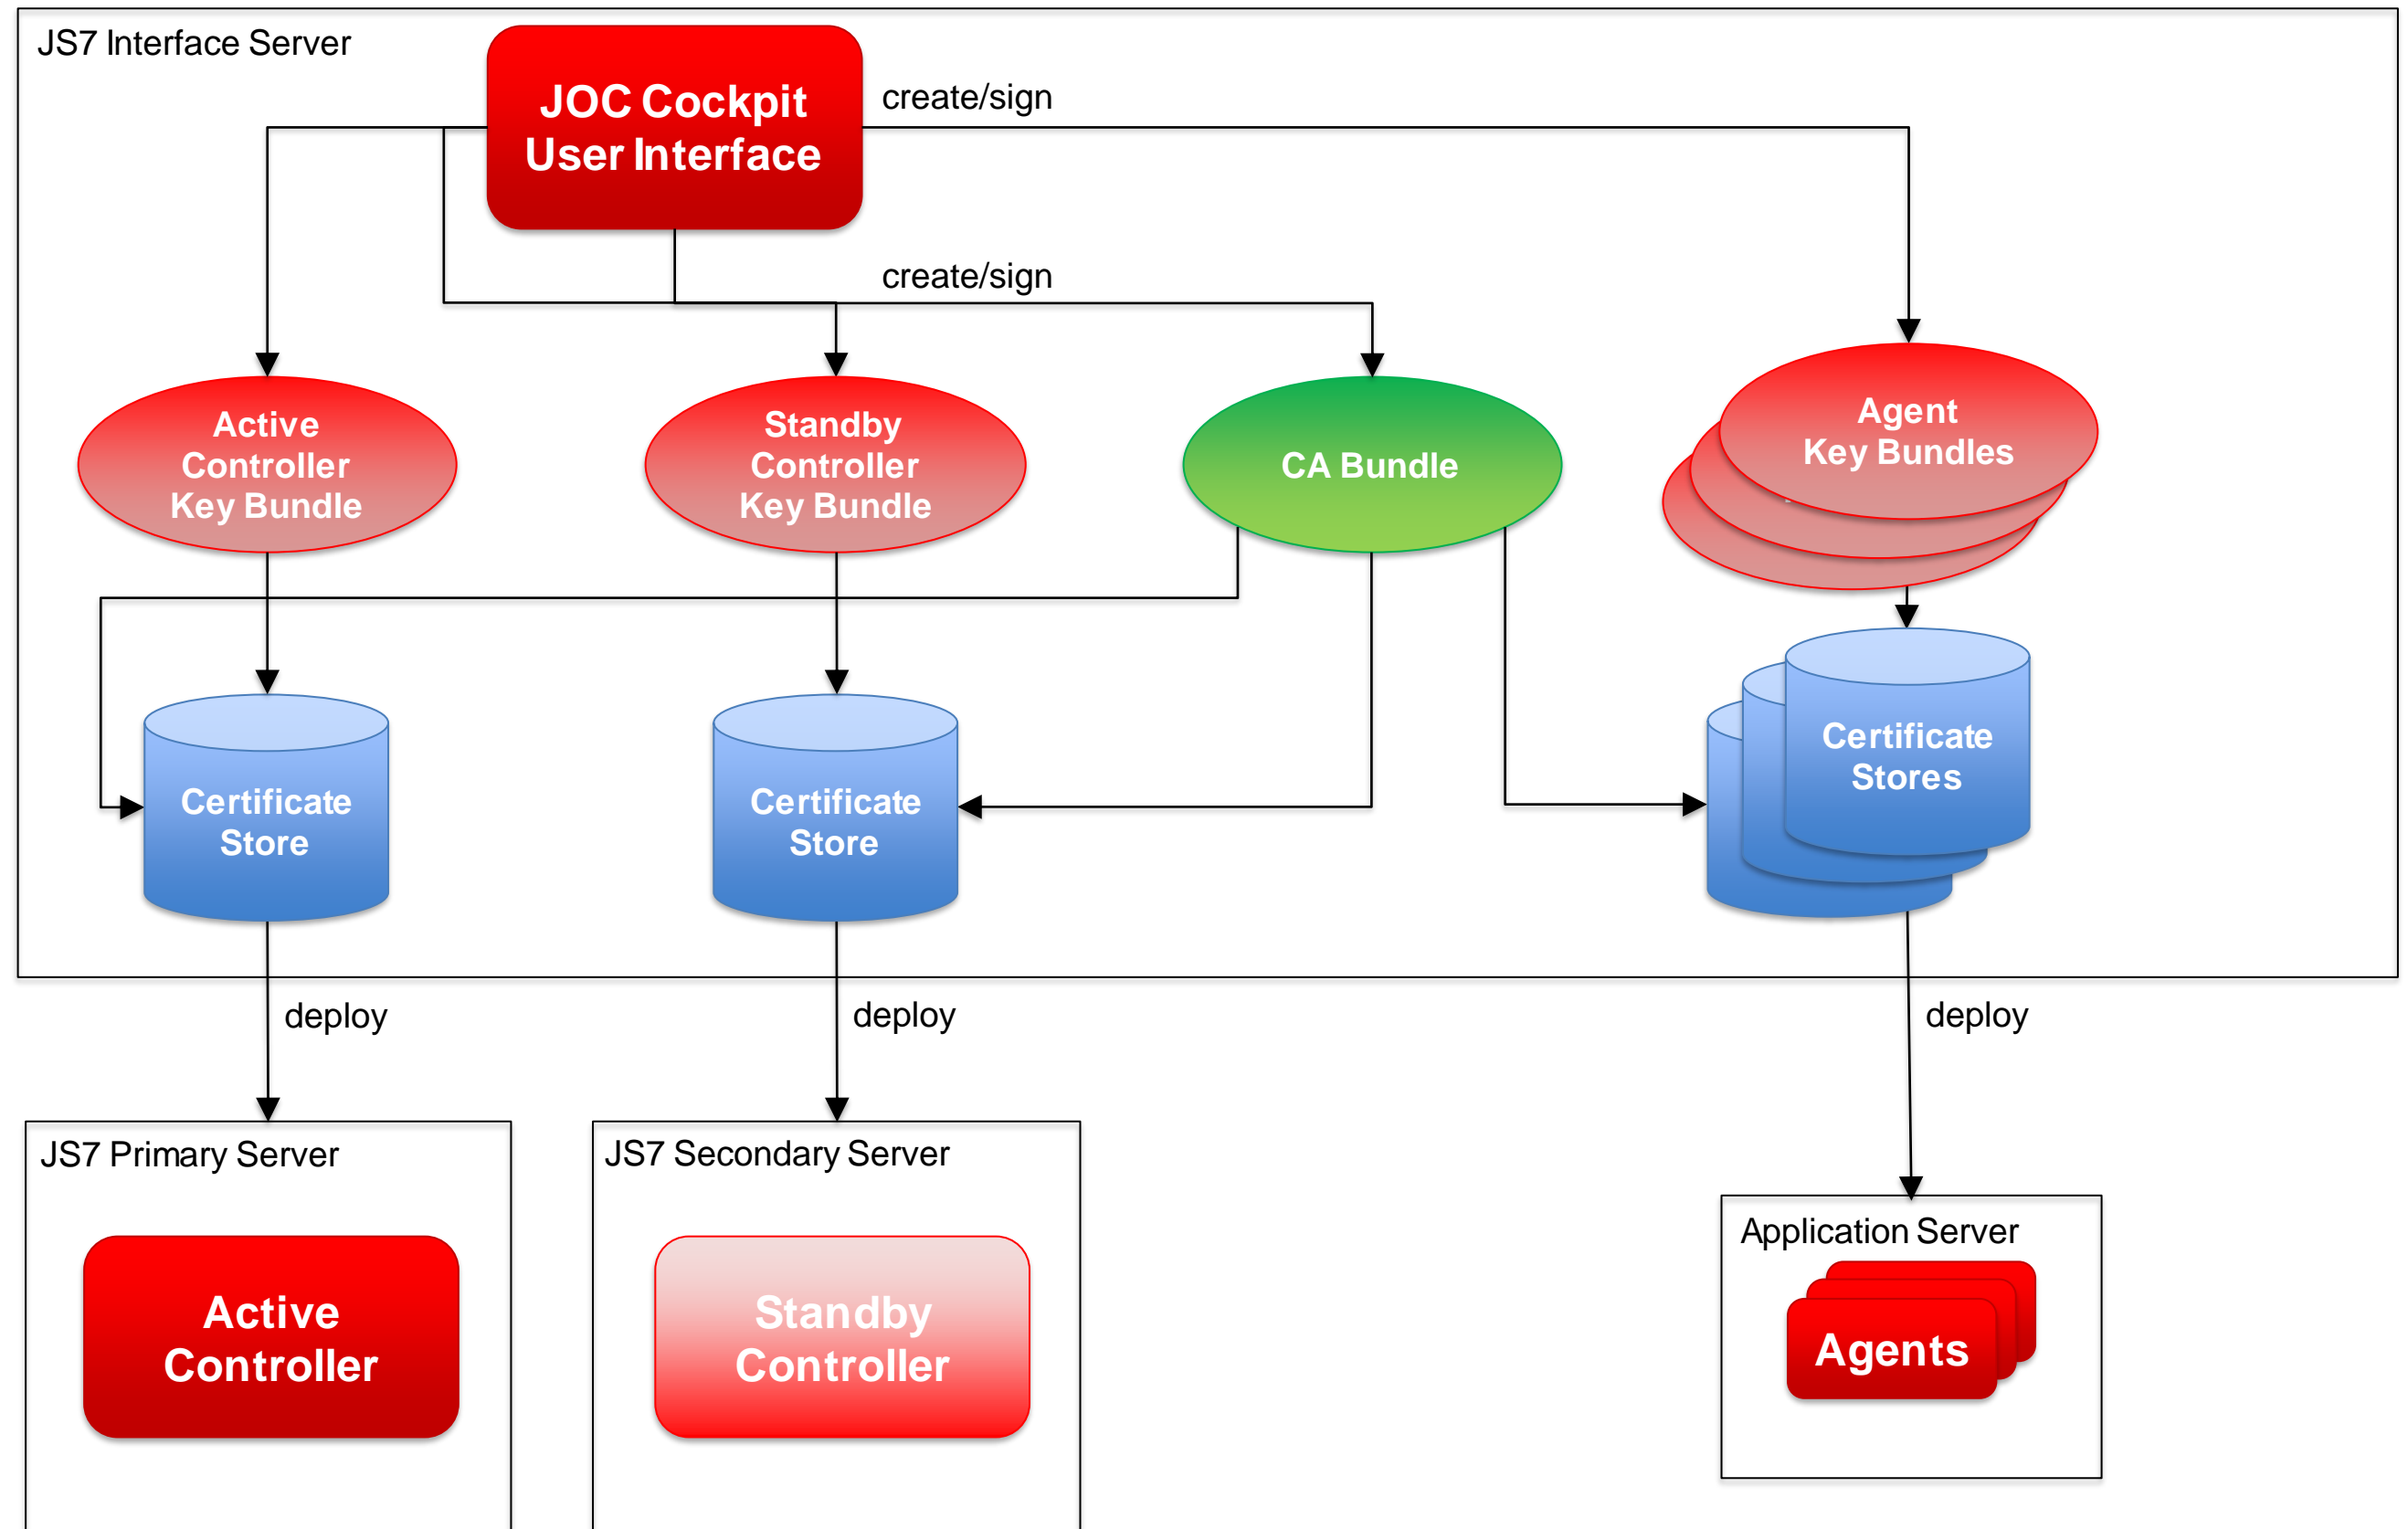 JS7 Interface Server
JOC Cockpit
User Interface
create/sign
create/sign
Active
Controller
Key Bundle
Standby
Controller
Key Bundle
CA Bundle
Agent
Key Bundles
Certificate
Store
Certificate
Store
Certificate
Stores
deploy
deploy
deploy
JS7 Primary Server
Active
Controller
JS7 Secondary Server
Standby
Controller
Application Server
Agents